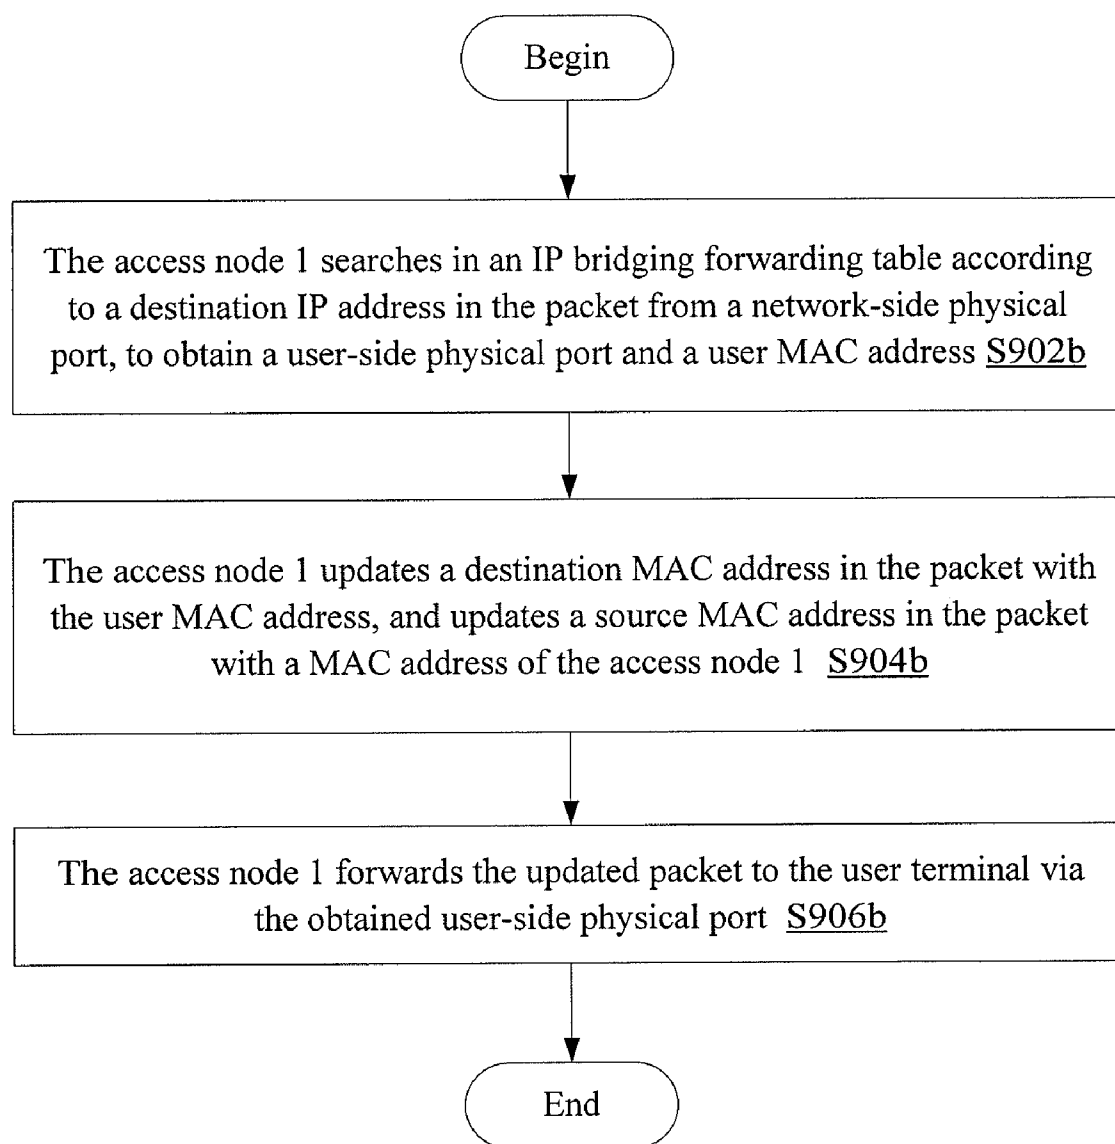 Begin
The access node 1 searches in an IP bridging forwarding table according
to a destination IP address in the packet from a network-side physical
port, to obtain a user-side physical port and a user MAC address S902b
The access node 1 updates a destination MAC address in the packet with
the user MAC address, and updates a source MAC address in the packet
with a MAC address of the access node 1 S904b
The access node 1 forwards the updated packet to the user terminal via
the obtained user-side physical port S906b
End